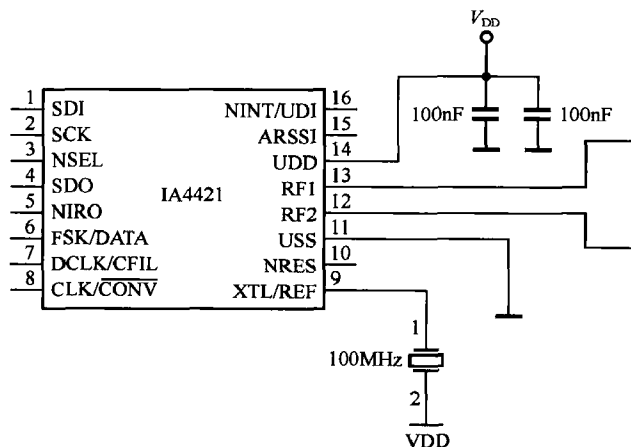 V_DD
100nF
100nF
IA4421
1 SDI
2 SCK
3 NSEL
4 SDO
5 NIRO
6 FSK/DATA
7 DCLK/CFIL
8 CLK/CONV
NINT/UDI 16
ARSSI 15
UDD 14
RF1 13
RF2 12
USS 11
NRES 10
XTL/REF 9
1
100MHz
2
VDD